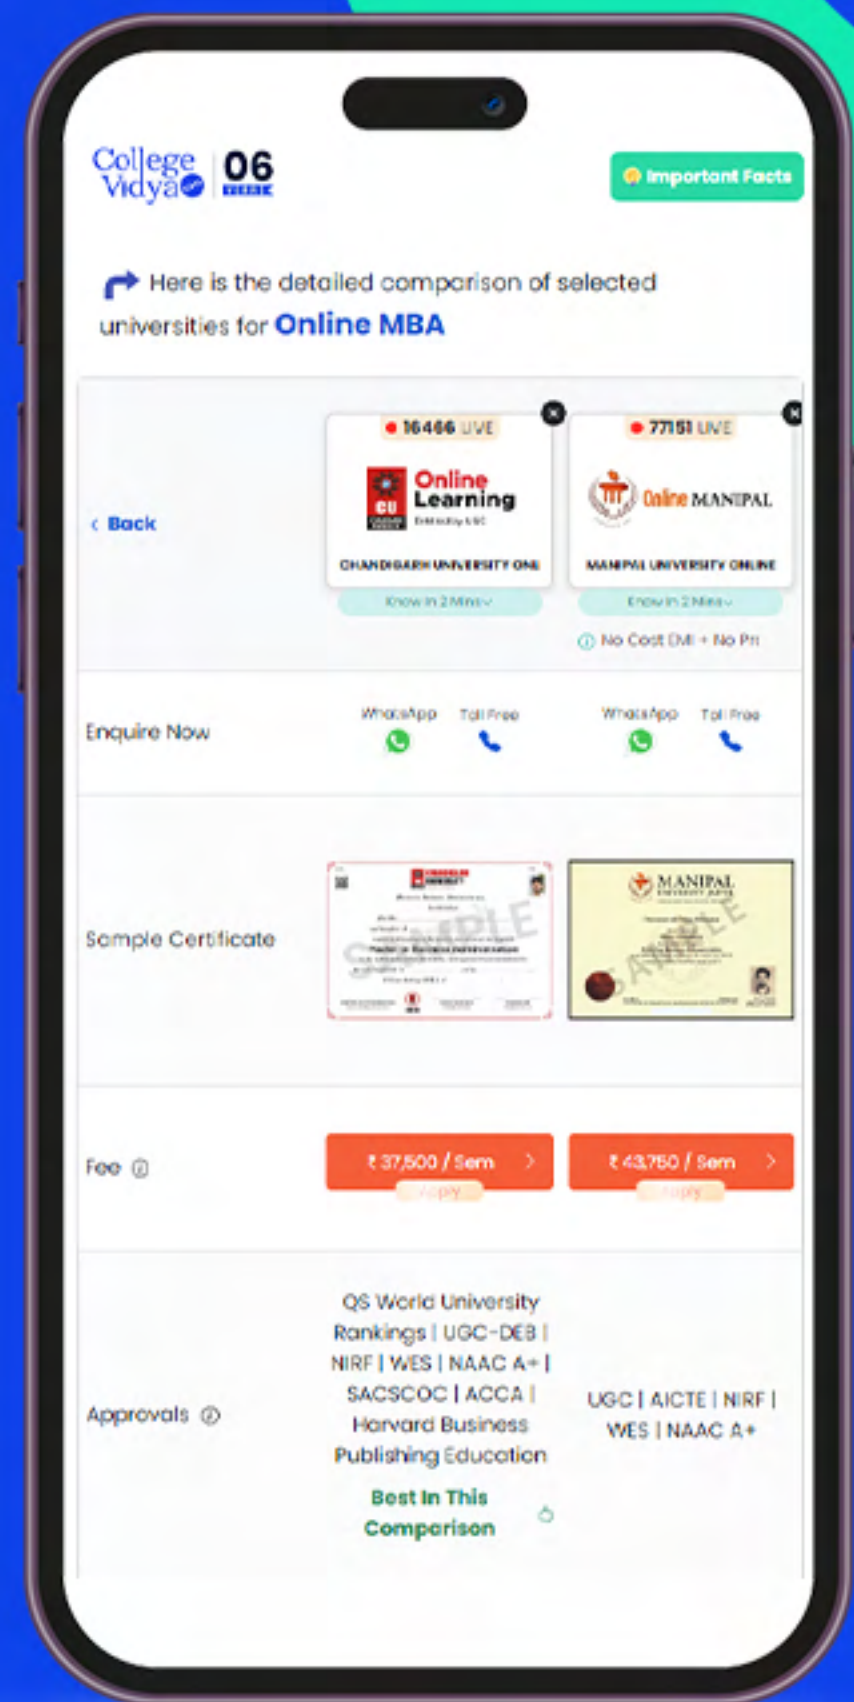 College
Vidya
06
Important Facts
Here is the detailed comparison of selected
universities for Online MBA
16466 LIVE
77151 LIVE
CU
Online
Learning
Online MANIPAL
< Back
CHANDIGARH UNIVERSITY ONL
MANIPAL UNIVERSITY ONLINE
Know in 2 Mins
Know in 2 Mins
No Cost EMI + No Pri
Enquire Now
WhatsApp
Toll Free
WhatsApp
Toll Free
Sample Certificate
SAMPLE
MANIPAL
SAMPLE
Fee
₹ 37,500 / Sem
₹ 43,750 / Sem
Apply
Apply
Approvals
QS World University
Rankings | UGC-DEB |
NIRF | WES | NAAC A+ |
SACSCOC | ACCA |
Harvard Business
Publishing Education
Best In This
Comparison
UGC | AICTE | NIRF |
WES | NAAC A+